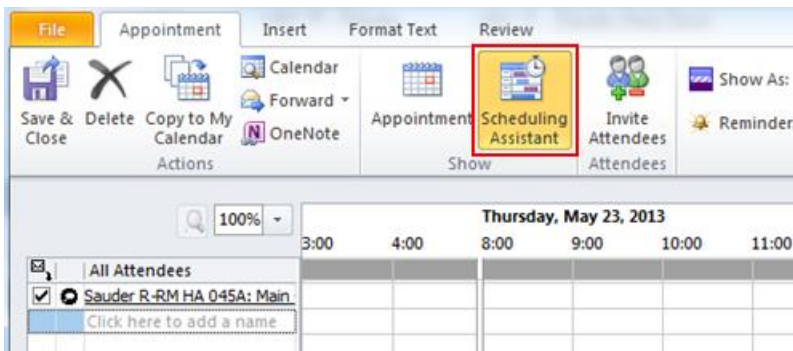 File Appointment Insert Format Text Review
Save & Close
Delete
Copy to My Calendar
Calendar
Forward
OneNote
Actions
Appointment
Scheduling Assistant
Show
Invite Attendees
Attendees
Show As:
Reminder
100%
Thursday, May 23, 2013
3:00 4:00 8:00 9:00 10:00 11:00
All Attendees
Sauder R-RM HA 045A: Main
Click here to add a name